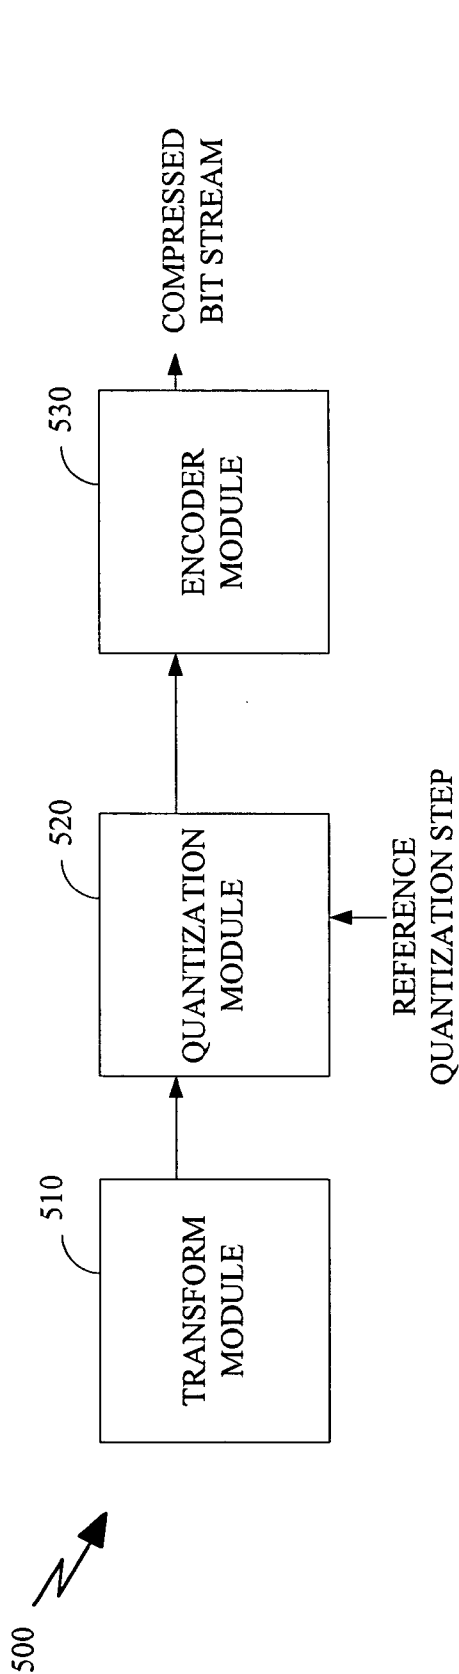 500
510
TRANSFORM
MODULE
520
QUANTIZATION
MODULE
REFERENCE
QUANTIZATION STEP
530
ENCODER
MODULE
COMPRESSED
BIT STREAM